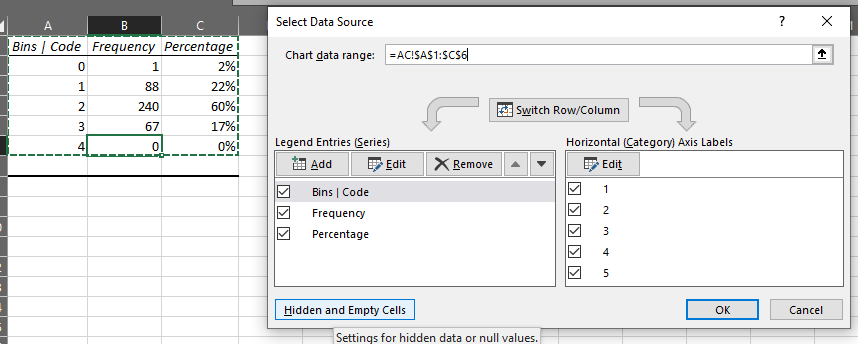 A B C
Bins | Code Frequency Percentage
0 1 2%
1 88 22%
2 240 60%
3 67 17%
4 0 0%
Select Data Source
? ×
Chart data range: =AC!$A$1:$C$6
Switch Row/Column
Legend Entries (Series)
Add Edit Remove
Bins | Code
Frequency
Percentage
Horizontal (Category) Axis Labels
Edit
1
2
3
4
5
Hidden and Empty Cells
OK Cancel
Settings for hidden data or null values.